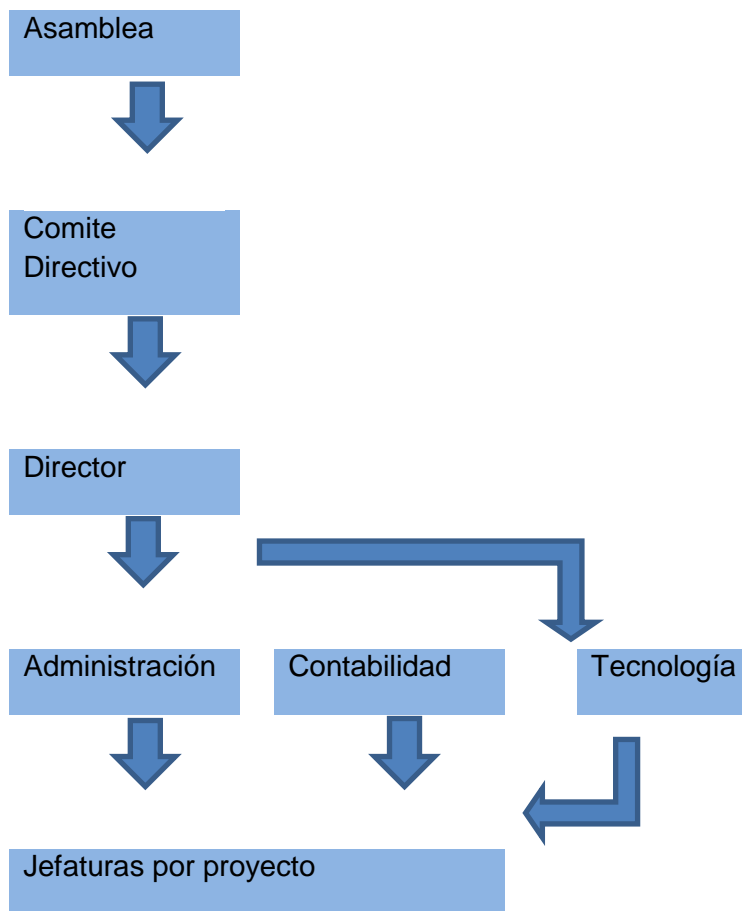 Asamblea
Comite
Directivo
Director
Administración
Contabilidad
Tecnología
Jefaturas por proyecto